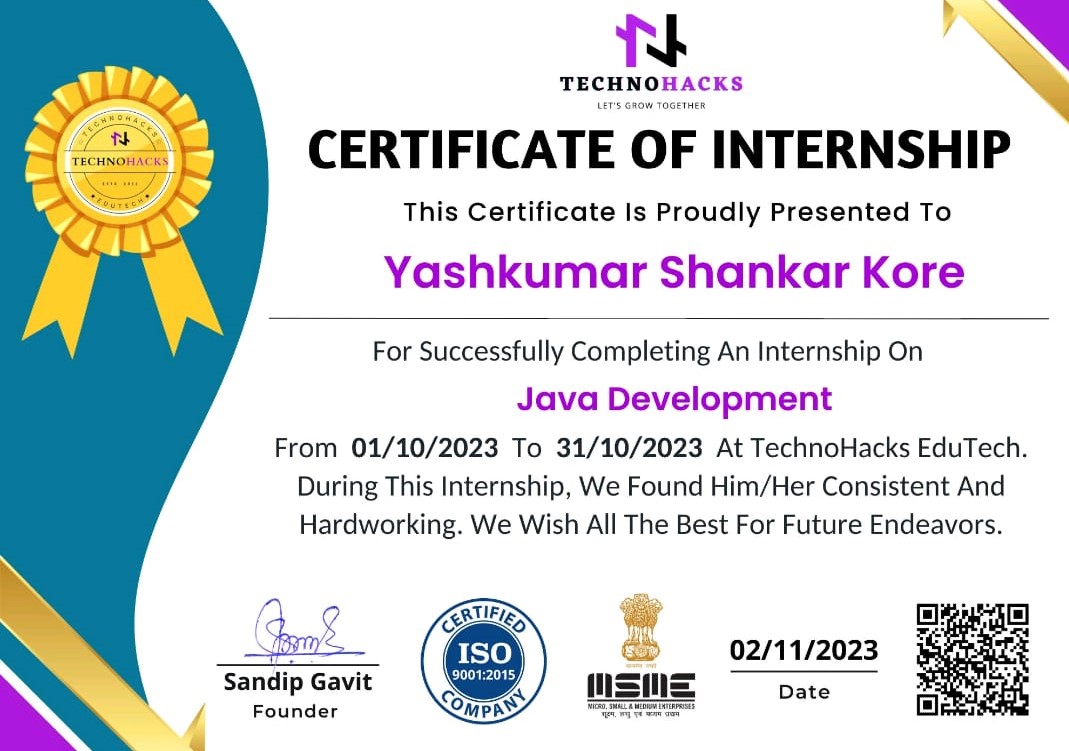 TECHNOHACKS
LET'S GROW TOGETHER
CERTIFICATE OF INTERNSHIP
This Certificate Is Proudly Presented To
Yashkumar Shankar Kore
For Successfully Completing An Internship On
Java Development
From 01/10/2023 To 31/10/2023 At TechnoHacks EduTech.
During This Internship, We Found Him/Her Consistent And
Hardworking. We Wish All The Best For Future Endeavors.
TECHNOHACKS
TECHNOHACKS
EDUTECH
Sandip Gavit
Founder
CERTIFIED
ISO
9001:2015
COMPANY
सत्यमेव जयते
MSME
MICRO, SMALL & MEDIUM ENTERPRISES
सूक्ष्म, लघु एवं मध्यम उद्यम
02/11/2023
Date